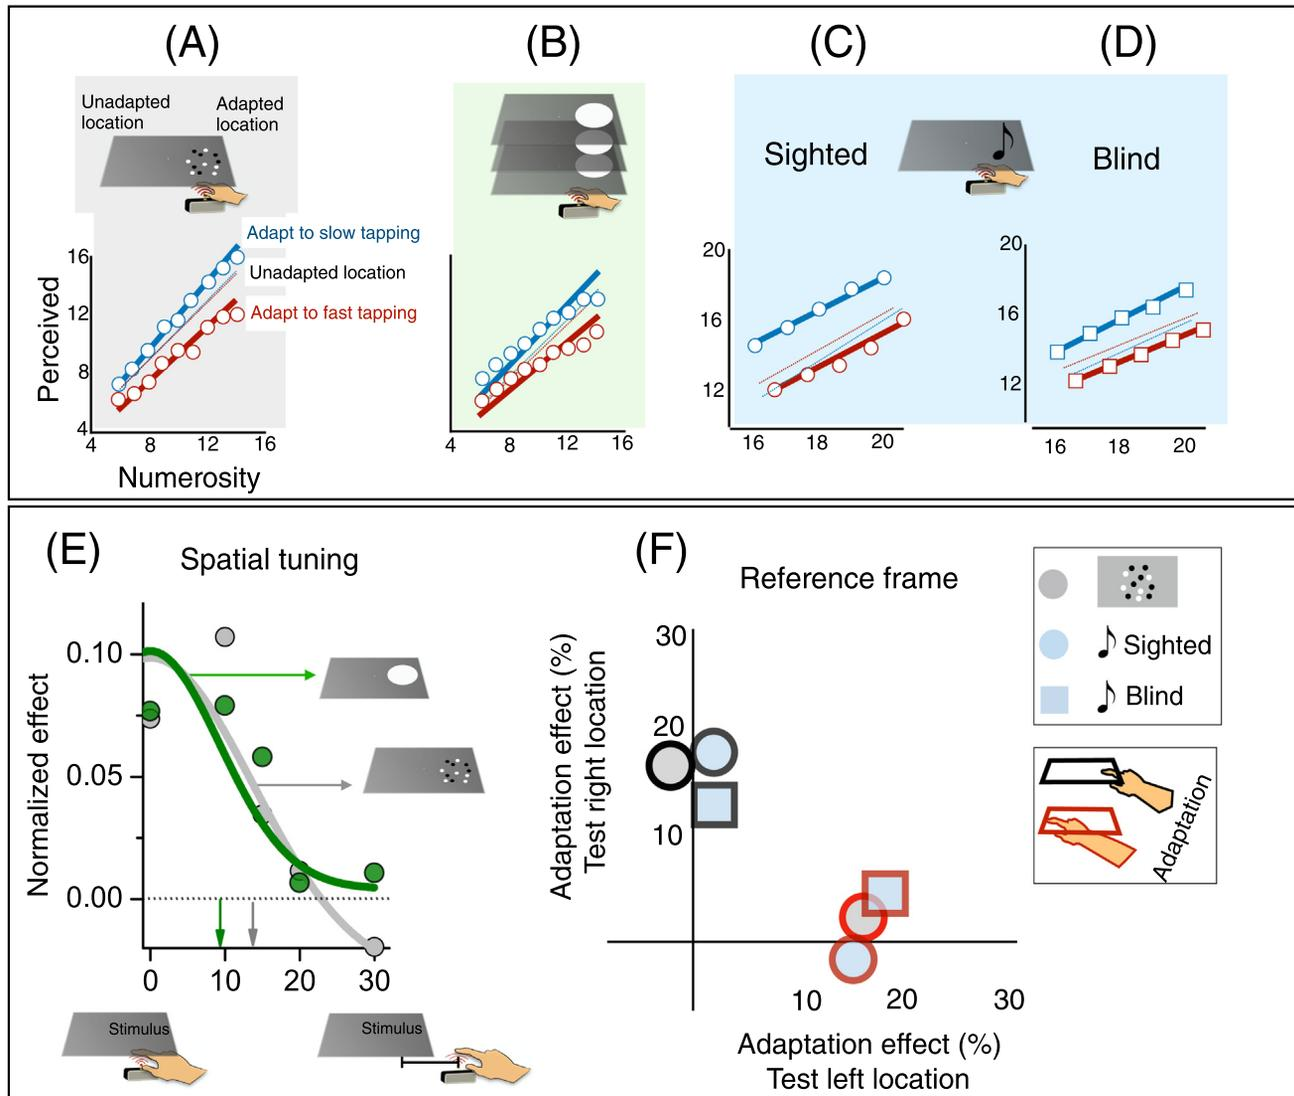 (A)
(B)
(C)
(D)
Unadapted
location
Adapted
location
Sighted
Blind
Adapt to slow tapping
Unadapted location
Adapt to fast tapping
Perceived
16
12
8
4
4
8
12
16
Numerosity
4
8
12
16
20
16
12
16
18
20
20
16
12
16
18
20
(E)
Spatial tuning
Normalized effect
0.10
0.05
0.00
0
10
20
30
Stimulus
Stimulus
(F)
Reference frame
Adaptation effect (%)
Test right location
30
20
10
10
20
30
Adaptation effect (%)
Test left location
Sighted
Blind
Adaptation